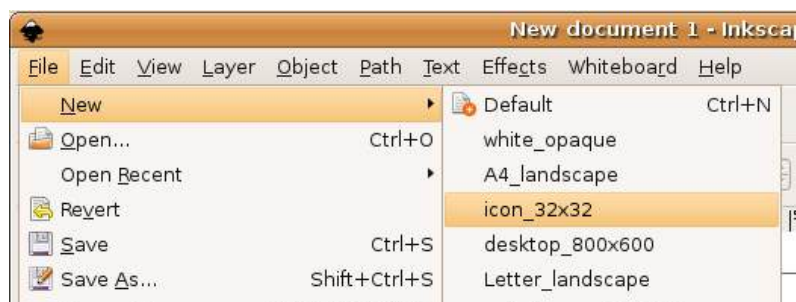 New document 1 - Inksca
File Edit View Layer Object Path Text Effects Whiteboard Help
New
Open... Ctrl+O
Open Recent
Revert
Save Ctrl+S
Save As... Shift+Ctrl+S
Default Ctrl+N
white_opaque
A4_landscape
icon_32x32
desktop_800x600
Letter_landscape